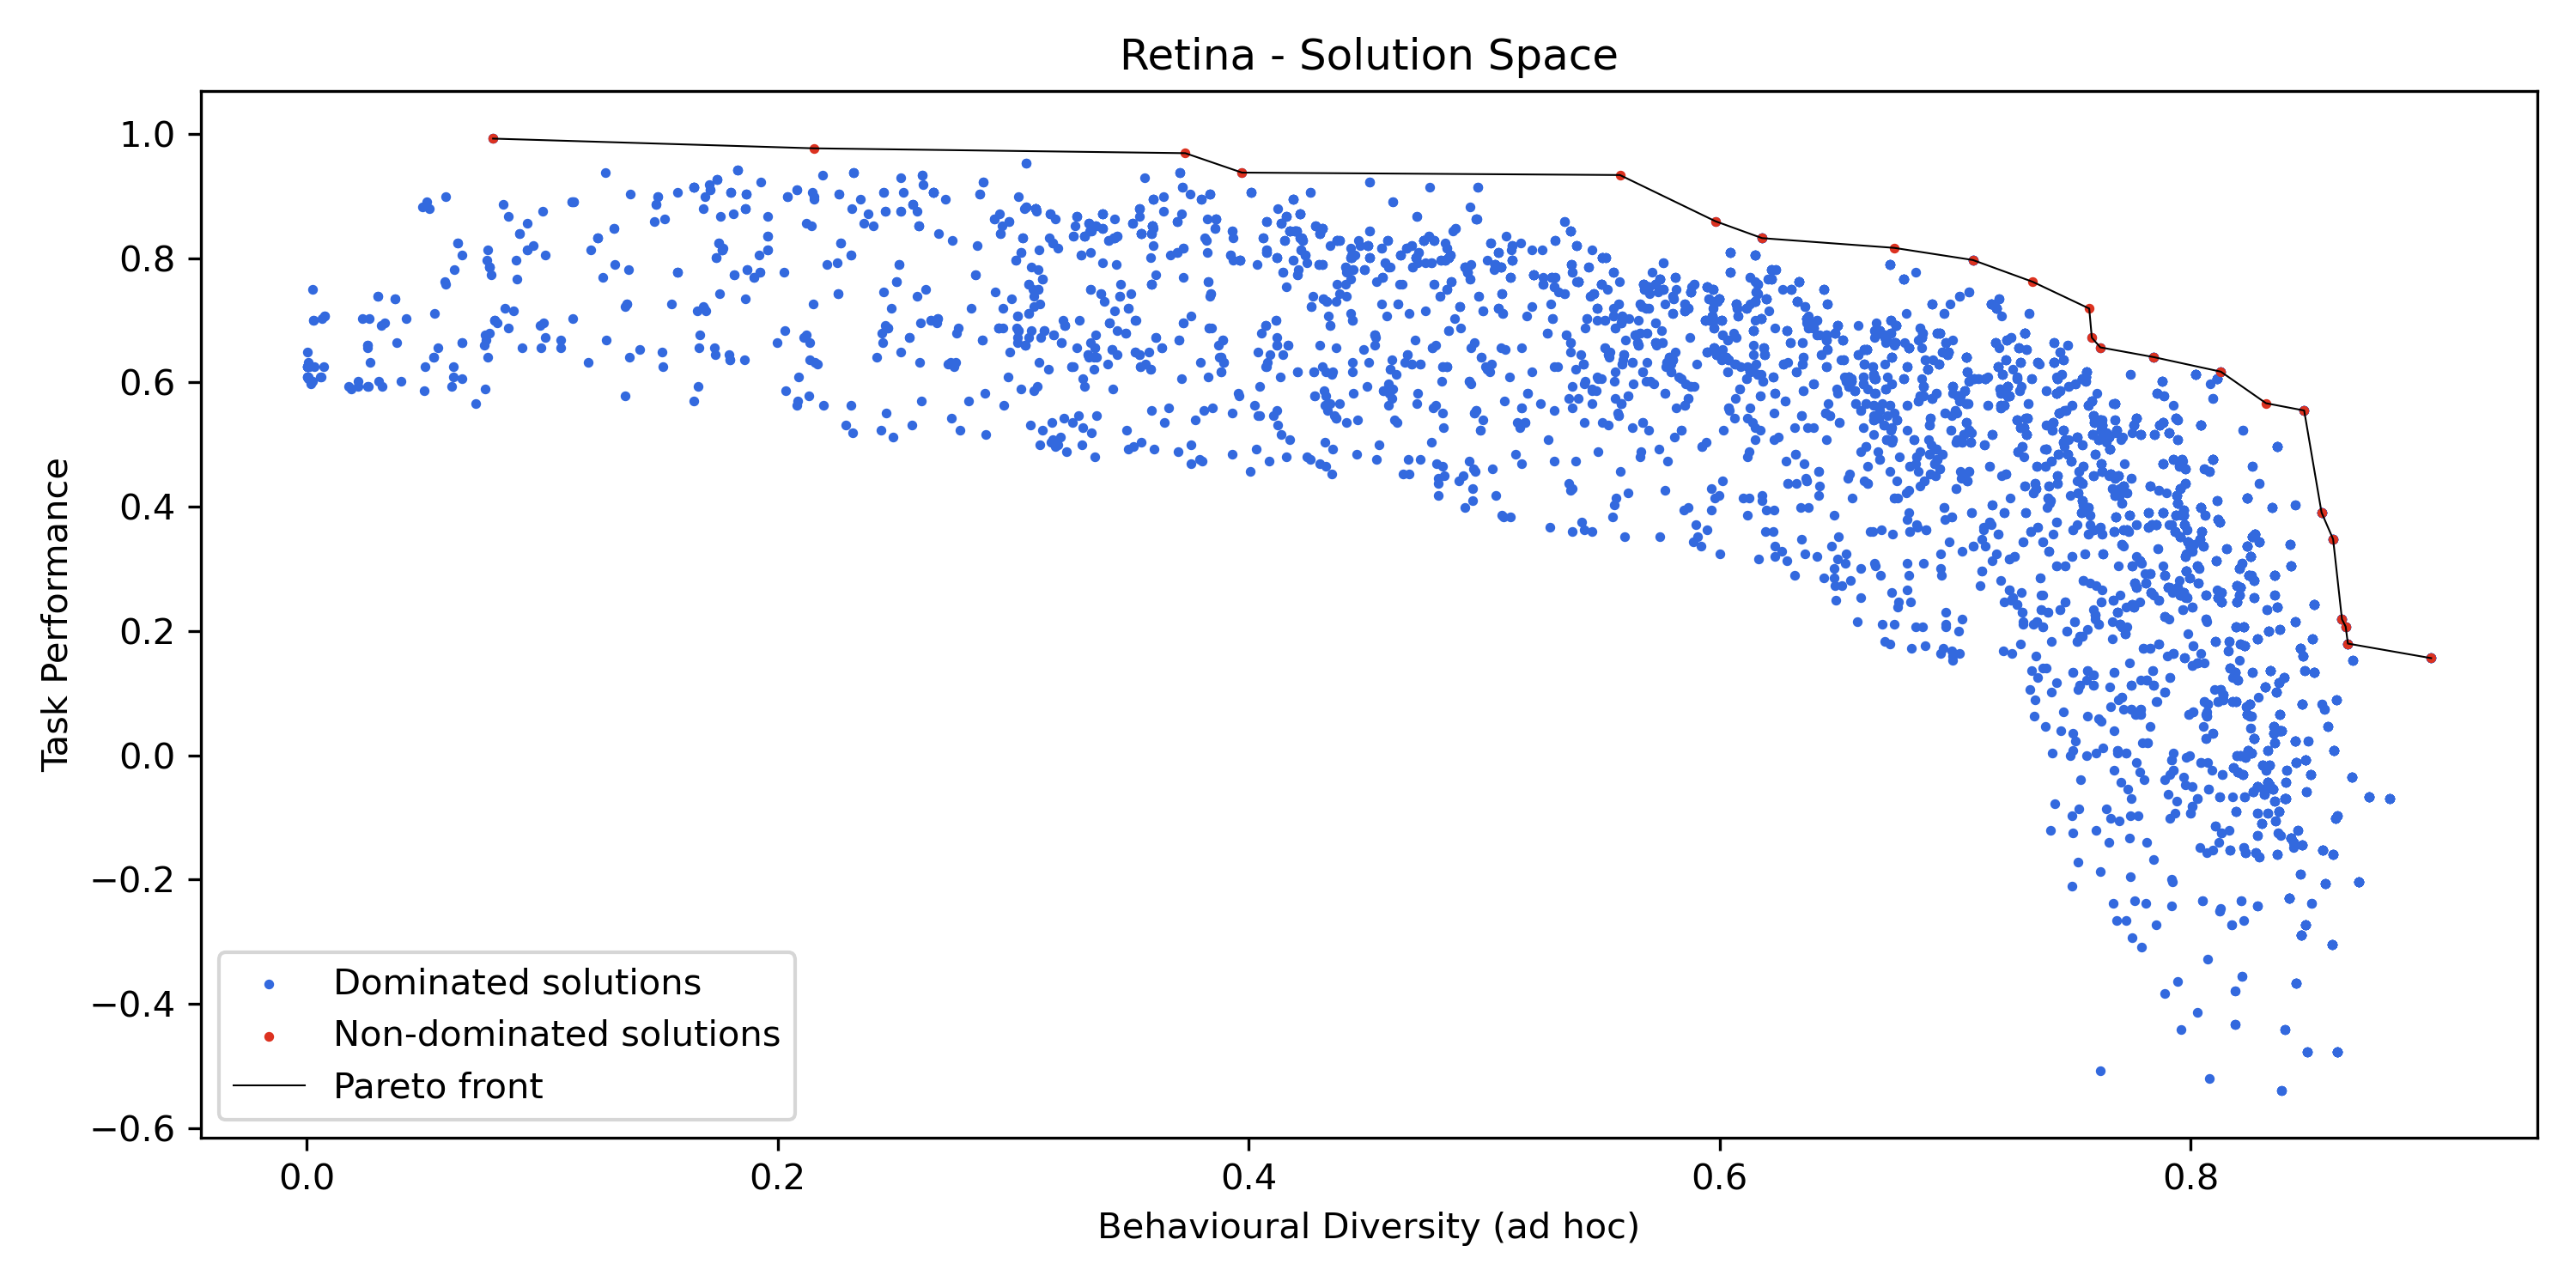 Retina - Solution Space
Task Performance
1.0
0.8
0.6
0.4
0.2
0.0
−0.2
−0.4
−0.6
Dominated solutions
Non-dominated solutions
Pareto front
0.0 0.2 0.4 0.6 0.8
Behavioural Diversity (ad hoc)